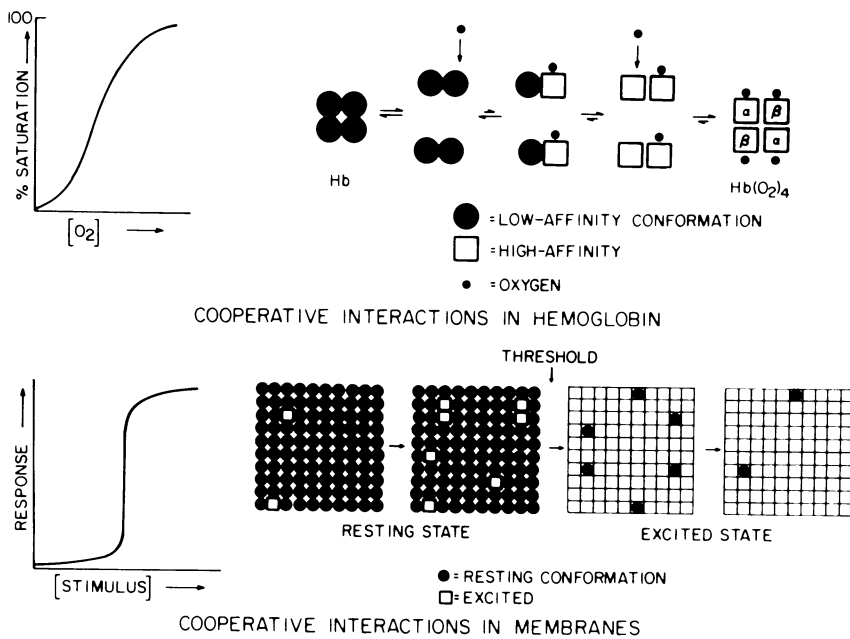 100
% SATURATION
[O2]
Hb
α β
β α
Hb(O2)4
=LOW-AFFINITY CONFORMATION
=HIGH-AFFINITY
=OXYGEN
COOPERATIVE INTERACTIONS IN HEMOGLOBIN
THRESHOLD
RESPONSE
RESTING STATE
EXCITED STATE
[STIMULUS]
=RESTING CONFORMATION
=EXCITED
COOPERATIVE INTERACTIONS IN MEMBRANES